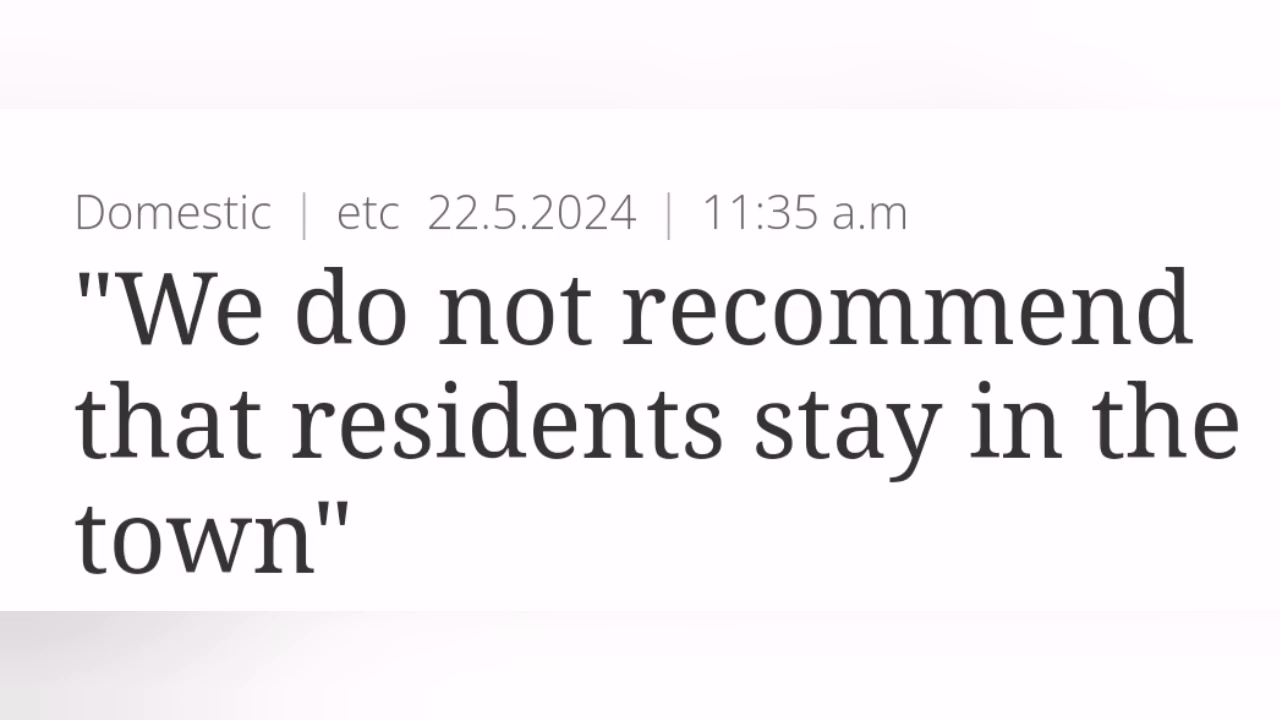 Domestic | etc 22.5.2024 | 11:35 a.m
"We do not recommend
that residents stay in the
town"